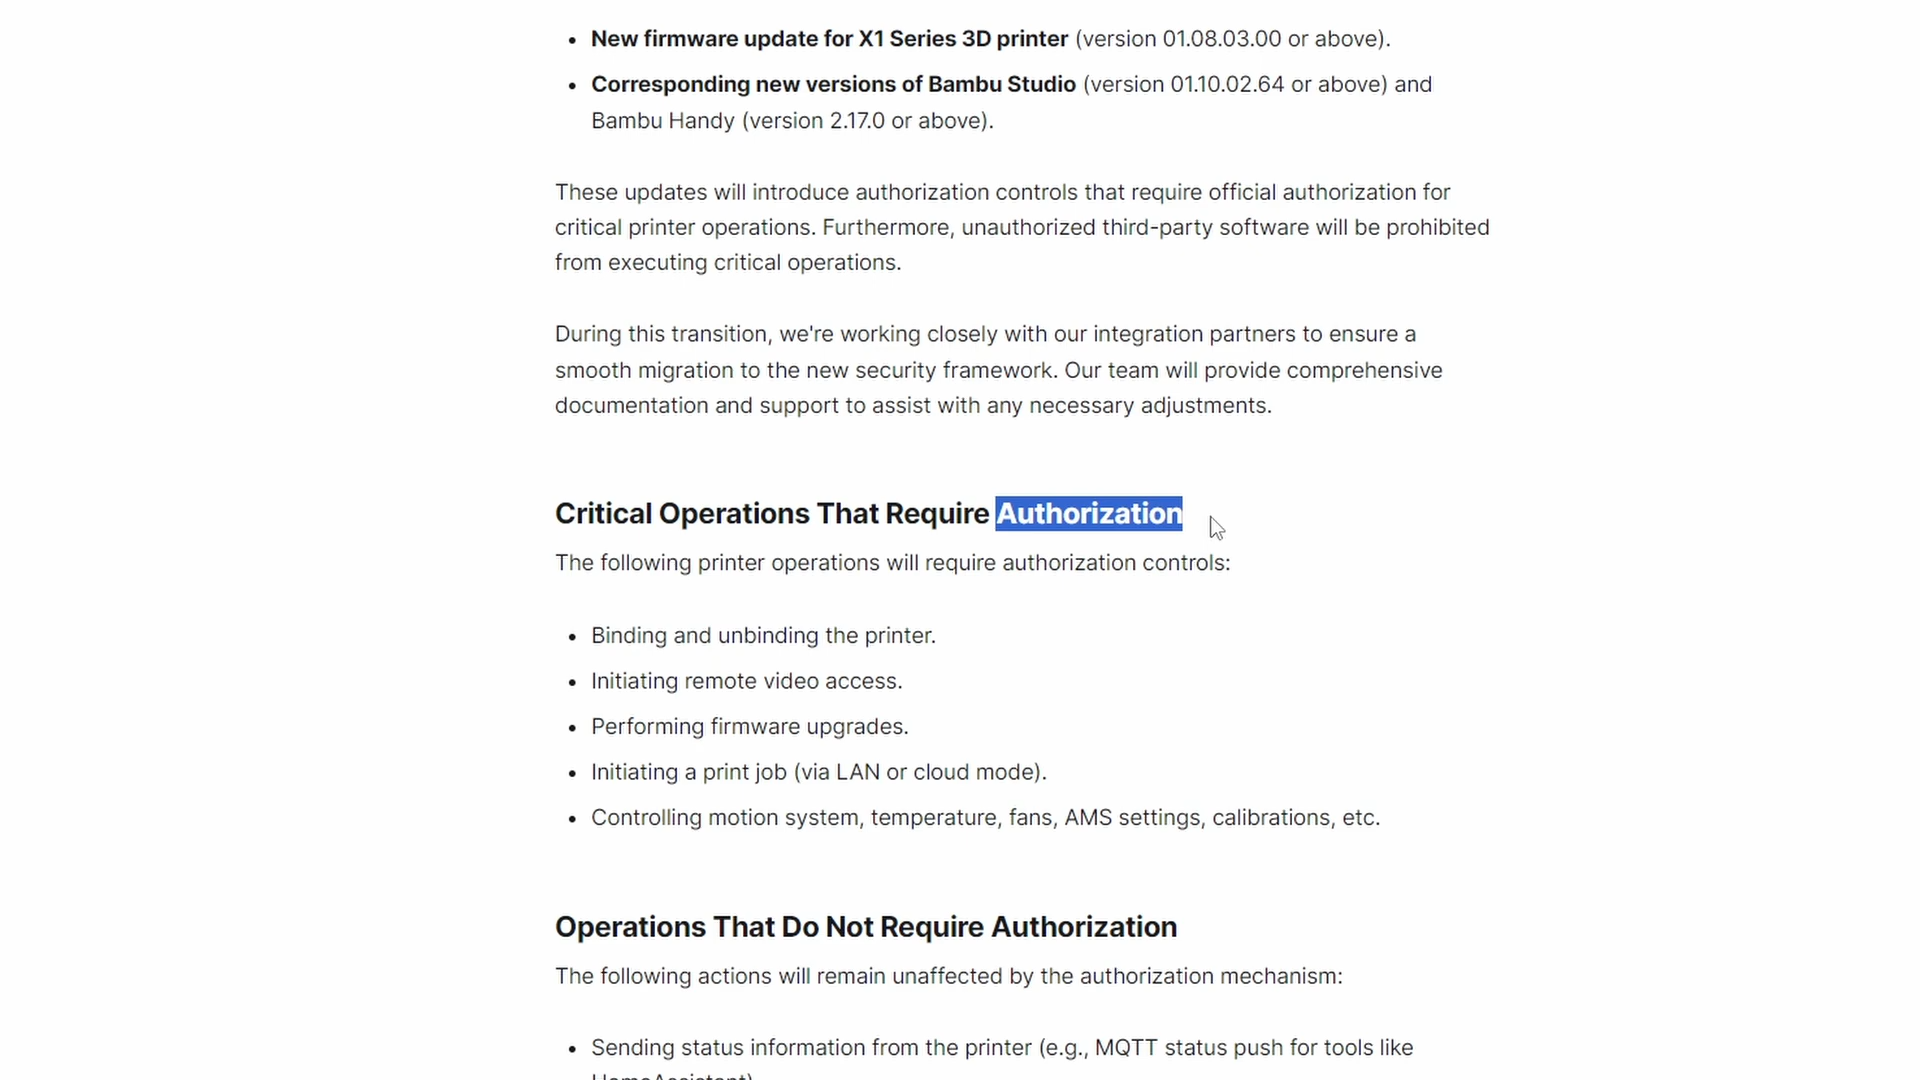 • New firmware update for X1 Series 3D printer (version 01.08.03.00 or above).
• Corresponding new versions of Bambu Studio (version 01.10.02.64 or above) and
Bambu Handy (version 2.17.0 or above).
These updates will introduce authorization controls that require official authorization for
critical printer operations. Furthermore, unauthorized third-party software will be prohibited
from executing critical operations.
During this transition, we're working closely with our integration partners to ensure a
smooth migration to the new security framework. Our team will provide comprehensive
documentation and support to assist with any necessary adjustments.
Critical Operations That Require Authorization
The following printer operations will require authorization controls:
• Binding and unbinding the printer.
• Initiating remote video access.
• Performing firmware upgrades.
• Initiating a print job (via LAN or cloud mode).
• Controlling motion system, temperature, fans, AMS settings, calibrations, etc.
Operations That Do Not Require Authorization
The following actions will remain unaffected by the authorization mechanism:
• Sending status information from the printer (e.g., MQTT status push for tools like
HomeAssistant)